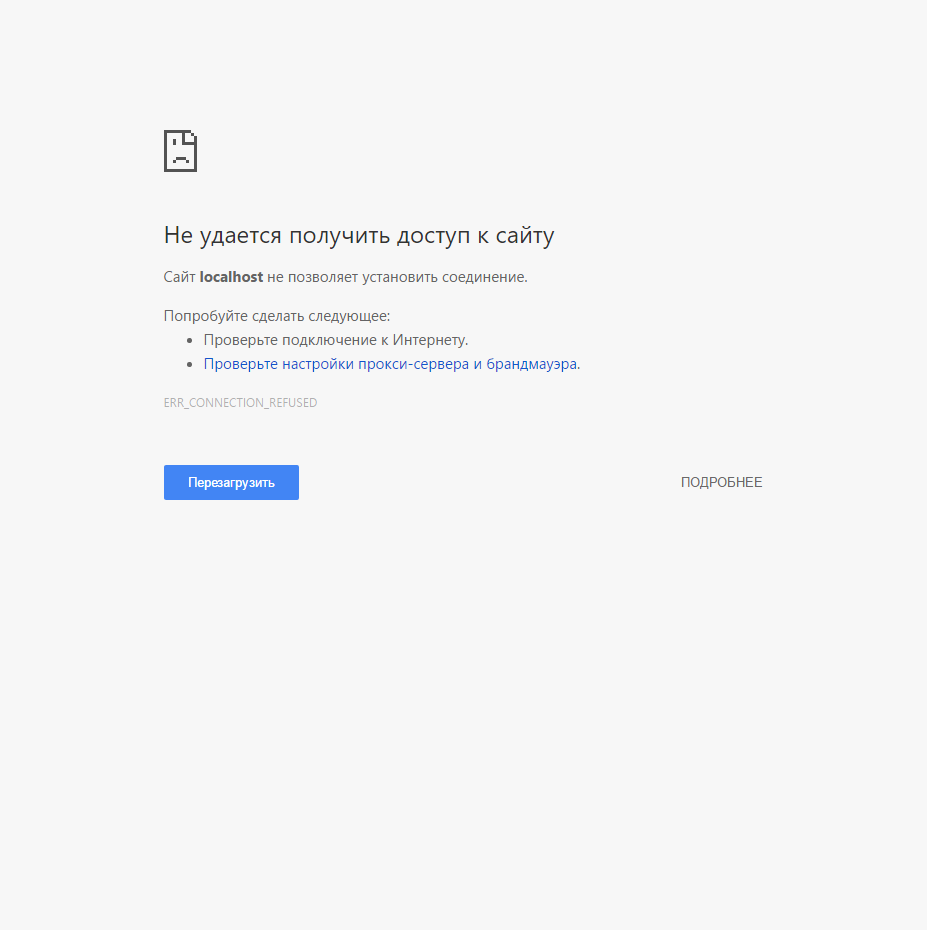 Не удается получить доступ к сайту
Сайт localhost не позволяет установить соединение.
Попробуйте сделать следующее:
Проверьте подключение к Интернету.
Проверьте настройки прокси-сервера и брандмауэра.
ERR_CONNECTION_REFUSED
Перезагрузить ПОДРОБНЕЕ